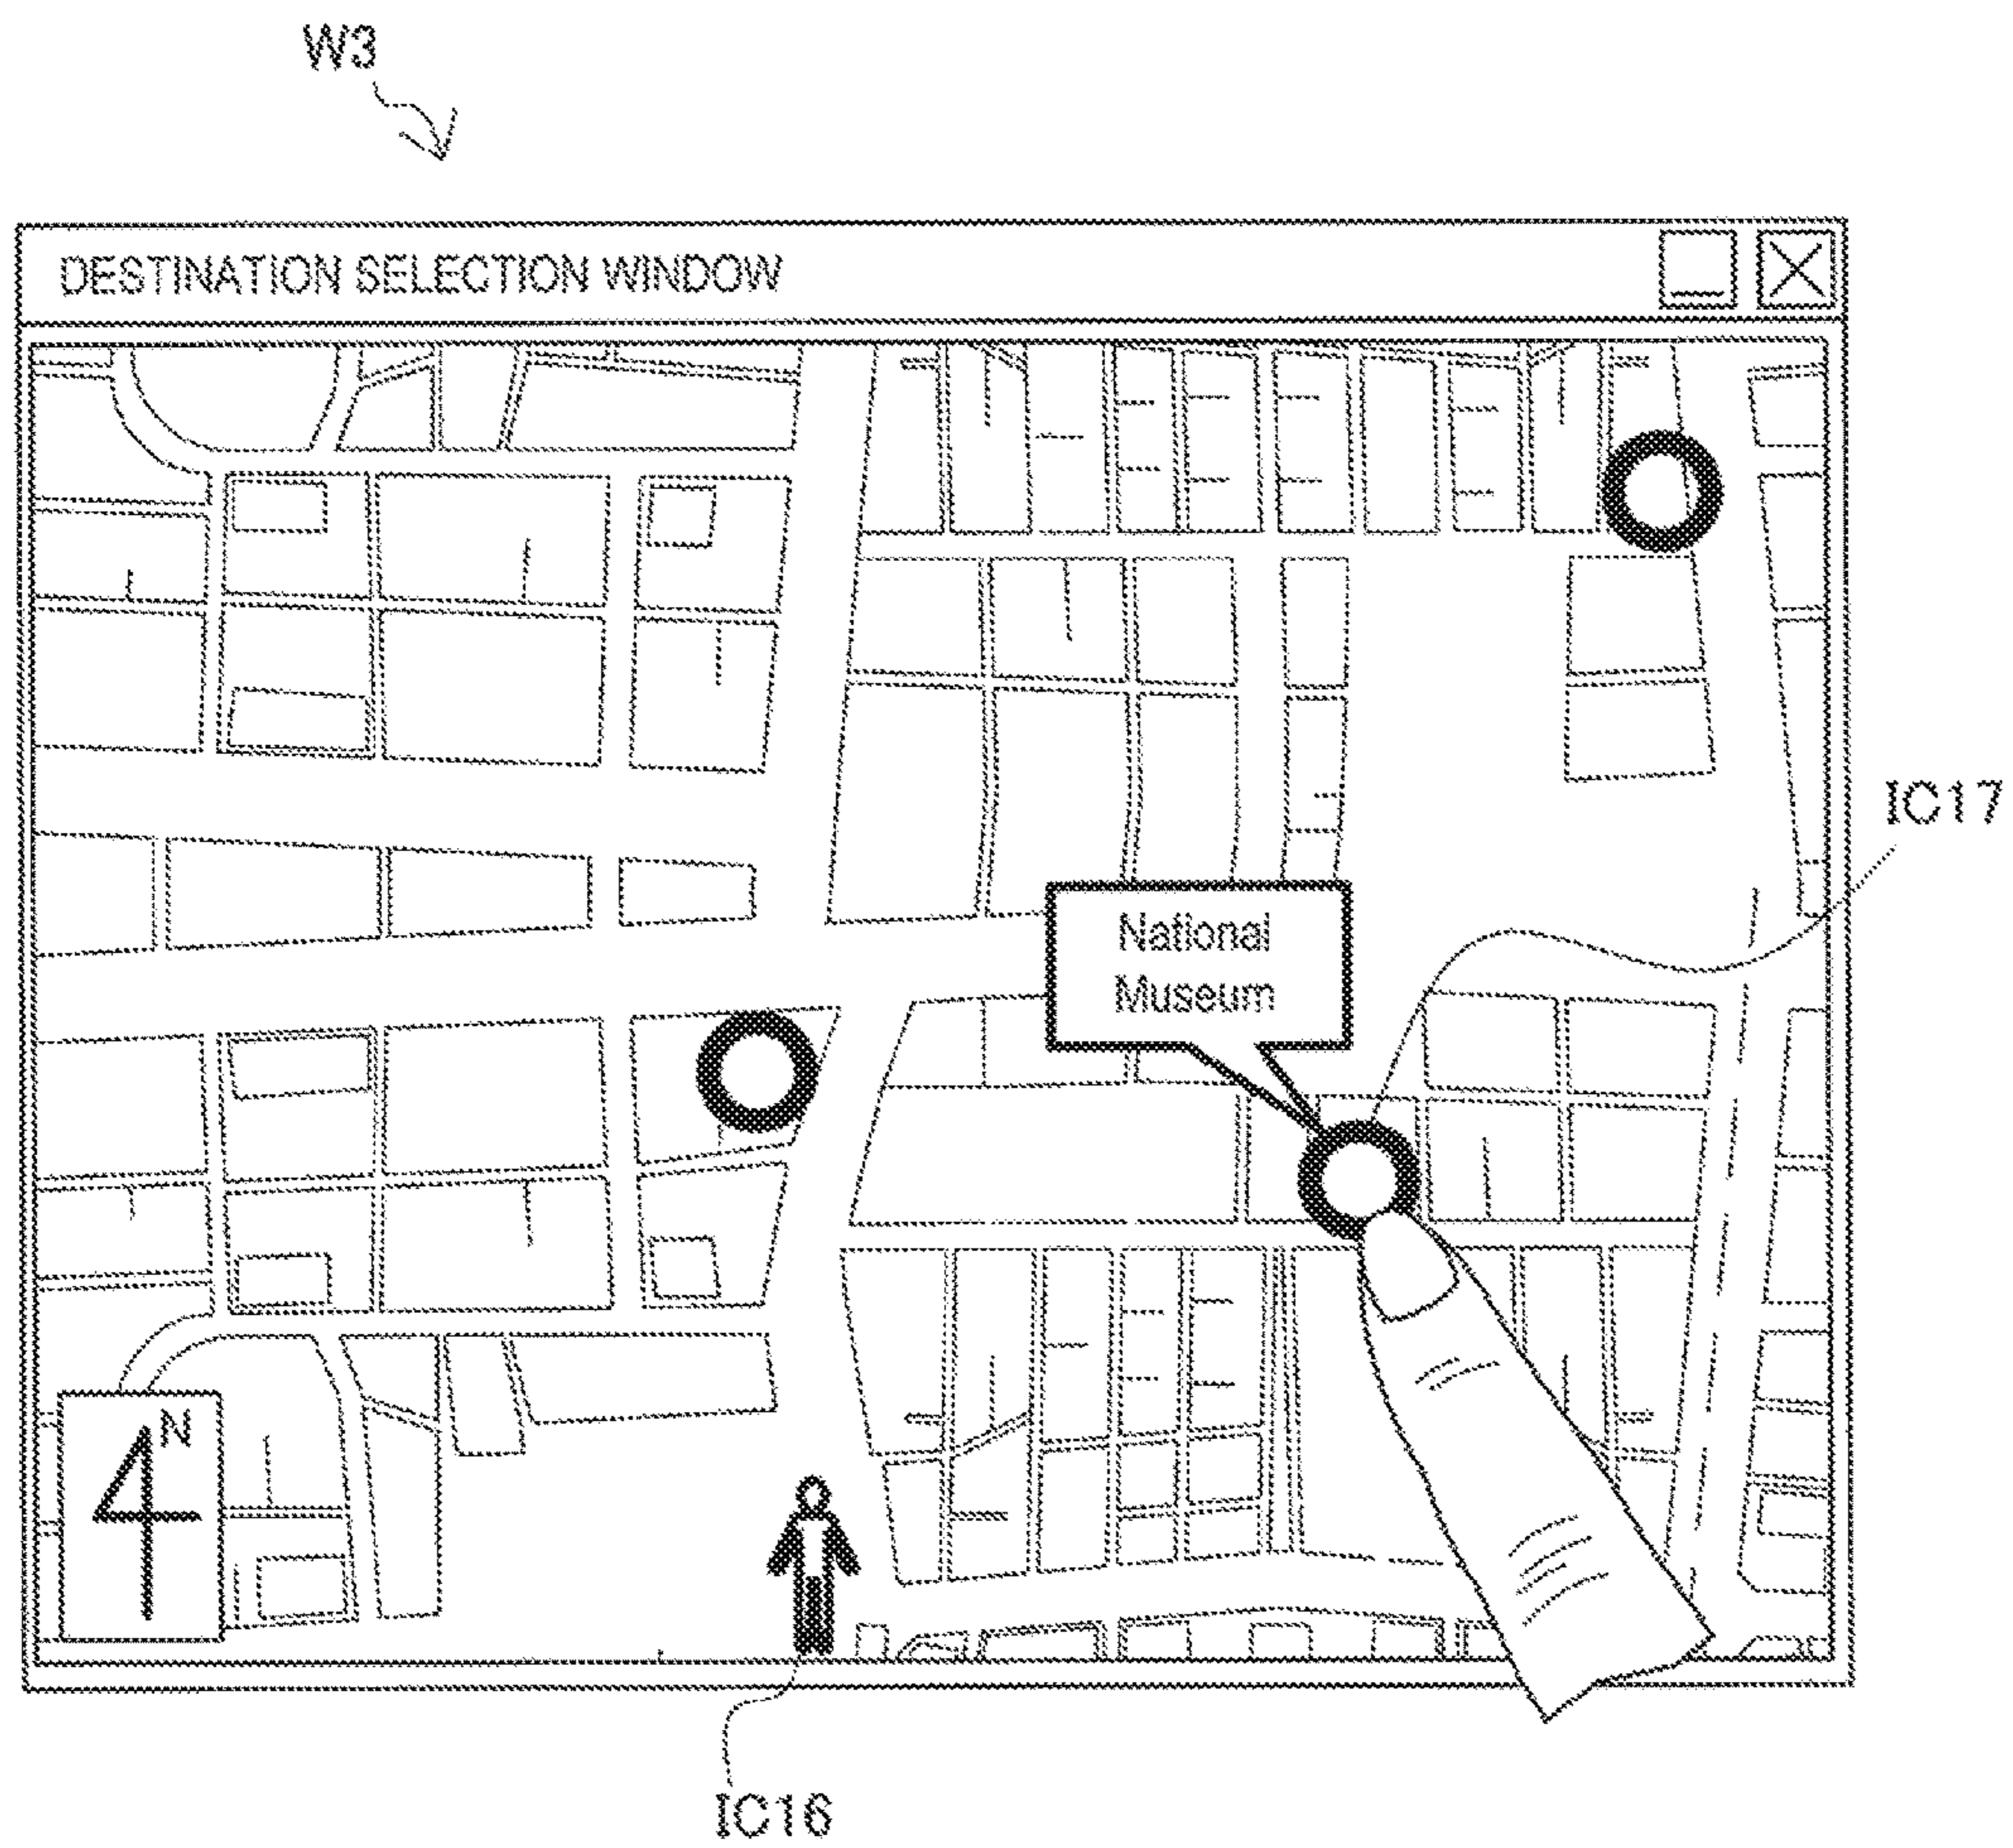 W3
DESTINATION SELECTION WINDOW
IC17
National
Museum
N
IC16